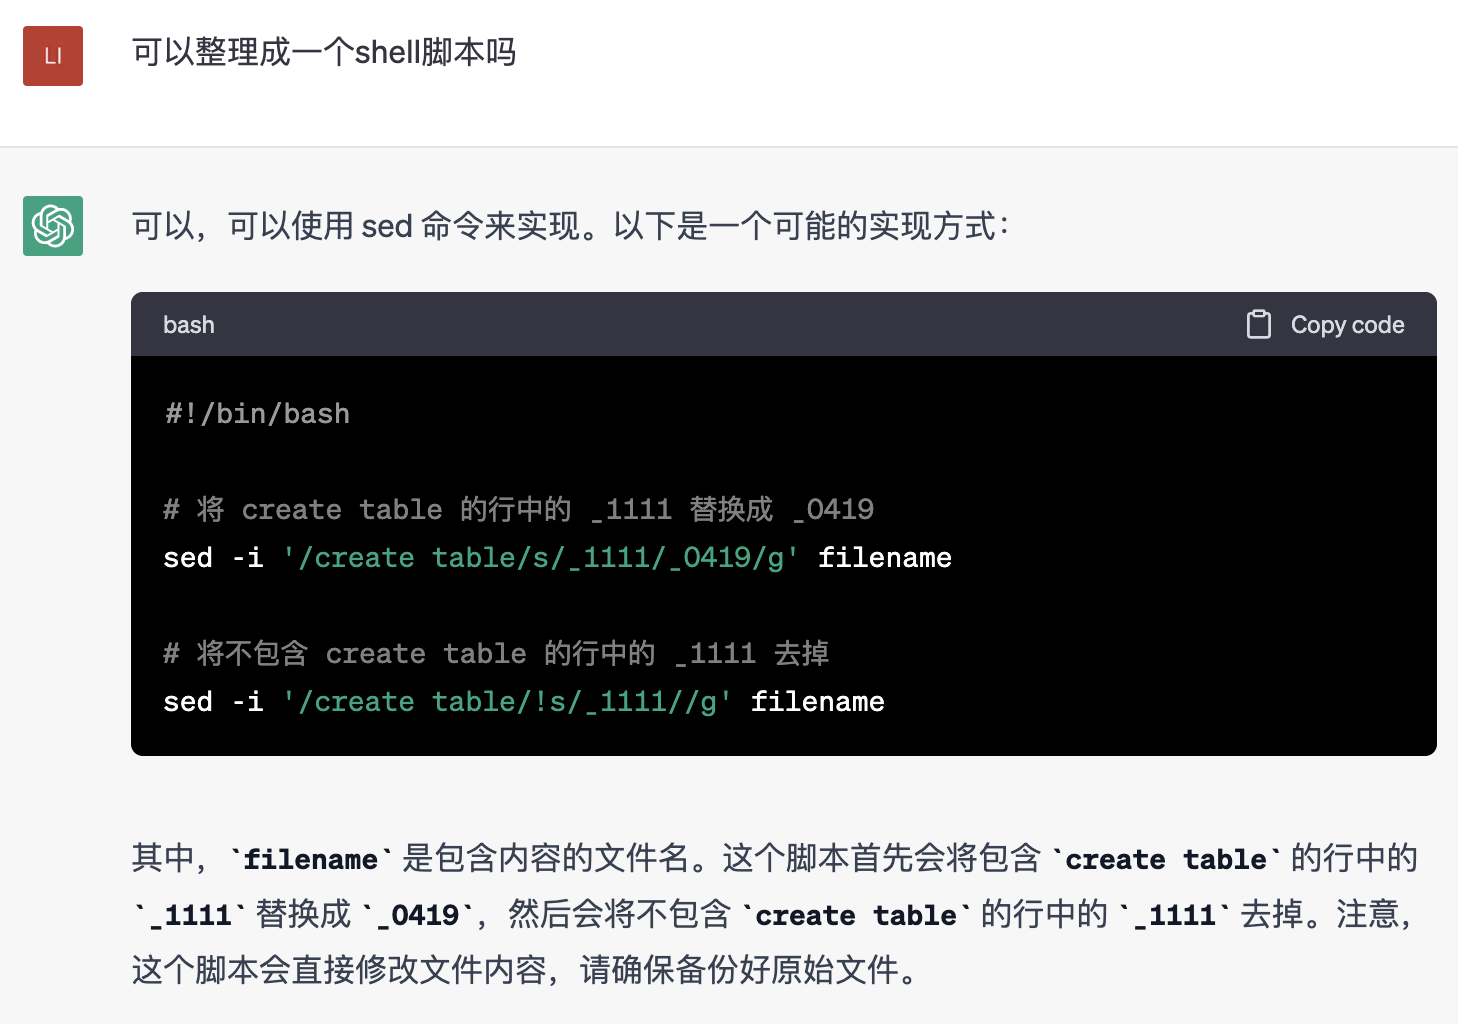 LI
可以整理成一个shell脚本吗
可以，可以使用 sed 命令来实现。以下是一个可能的实现方式：
bash
Copy code
#!/bin/bash
# 将 create table 的行中的 _1111 替换成 _0419
sed -i '/create table/s/_1111/_0419/g' filename
# 将不包含 create table 的行中的 _1111 去掉
sed -i '/create table/!s/_1111//g' filename
其中，`filename` 是包含内容的文件名。这个脚本首先会将包含 `create table` 的行中的
`_1111` 替换成 `_0419`，然后会将不包含 `create table` 的行中的 `_1111` 去掉。注意，
这个脚本会直接修改文件内容，请确保备份好原始文件。